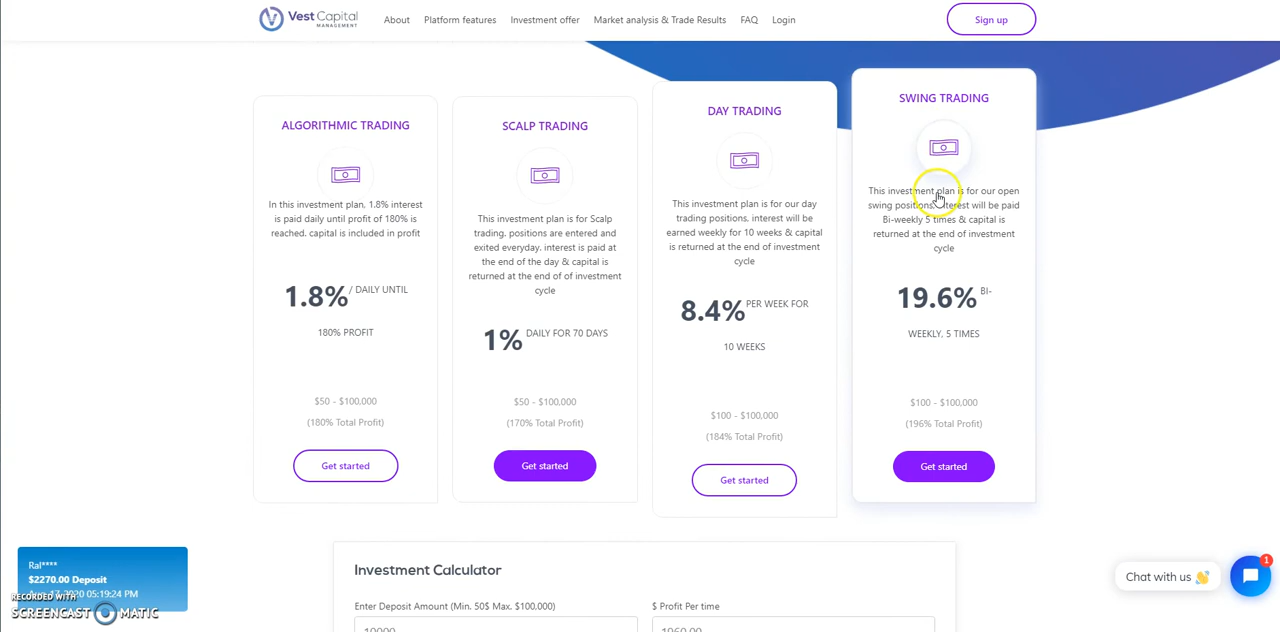 Vest Capital
MANAGEMENT
About Platform features Investment offer Market analysis & Trade Results FAQ Login
Sign up
ALGORITHMIC TRADING
In this investment plan, 1.8% interest
is paid daily until profit of 180% is
reached. capital is included in profit
1.8% / DAILY UNTIL
180% PROFIT
$50 - $100,000
(180% Total Profit)
Get started
SCALP TRADING
This investment plan is for Scalp
trading. positions are entered and
exited everyday. interest is paid at
the end of the day & capital is
returned at the end of of investment
cycle
1% DAILY FOR 70 DAYS
$50 - $100,000
(170% Total Profit)
Get started
DAY TRADING
This investment plan is for our day
trading positions, interest will be
earned weekly for 10 weeks & capital
is returned at the end of investment
cycle
8.4% PER WEEK FOR
10 WEEKS
$100 - $100,000
(184% Total Profit)
Get started
SWING TRADING
This investment plan is for our open
swing positions. interest will be paid
Bi-weekly 5 times & capital is
returned at the end of investment
cycle
19.6% BI-
WEEKLY, 5 TIMES
$100 - $100,000
(196% Total Profit)
Get started
Investment Calculator
Enter Deposit Amount (Min. 50$ Max. $100,000)
10000
$ Profit Per time
1960.00
Ral****
$2270.00 Deposit
Aug 17 2020 05:19:24 PM
RECORDED WITH
SCREENCAST MATIC
Chat with us 👋
1